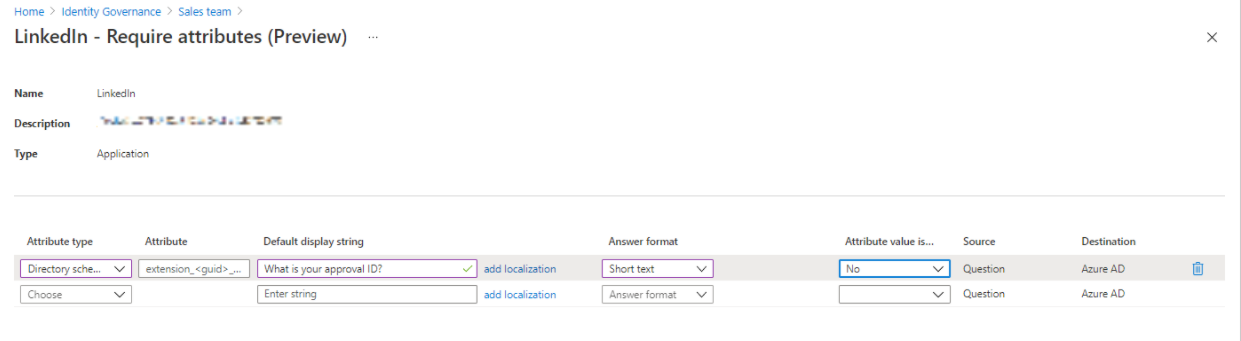 Home > Identity Governance > Sales team >
LinkedIn - Require attributes (Preview) ...
Name LinkedIn
Description
Type Application
Attribute type Attribute Default display string Answer format Attribute value is... Source Destination
Directory sche... extension_<guid>_... What is your approval ID? add localization Short text No Question Azure AD
Choose Enter string add localization Answer format Question Azure AD